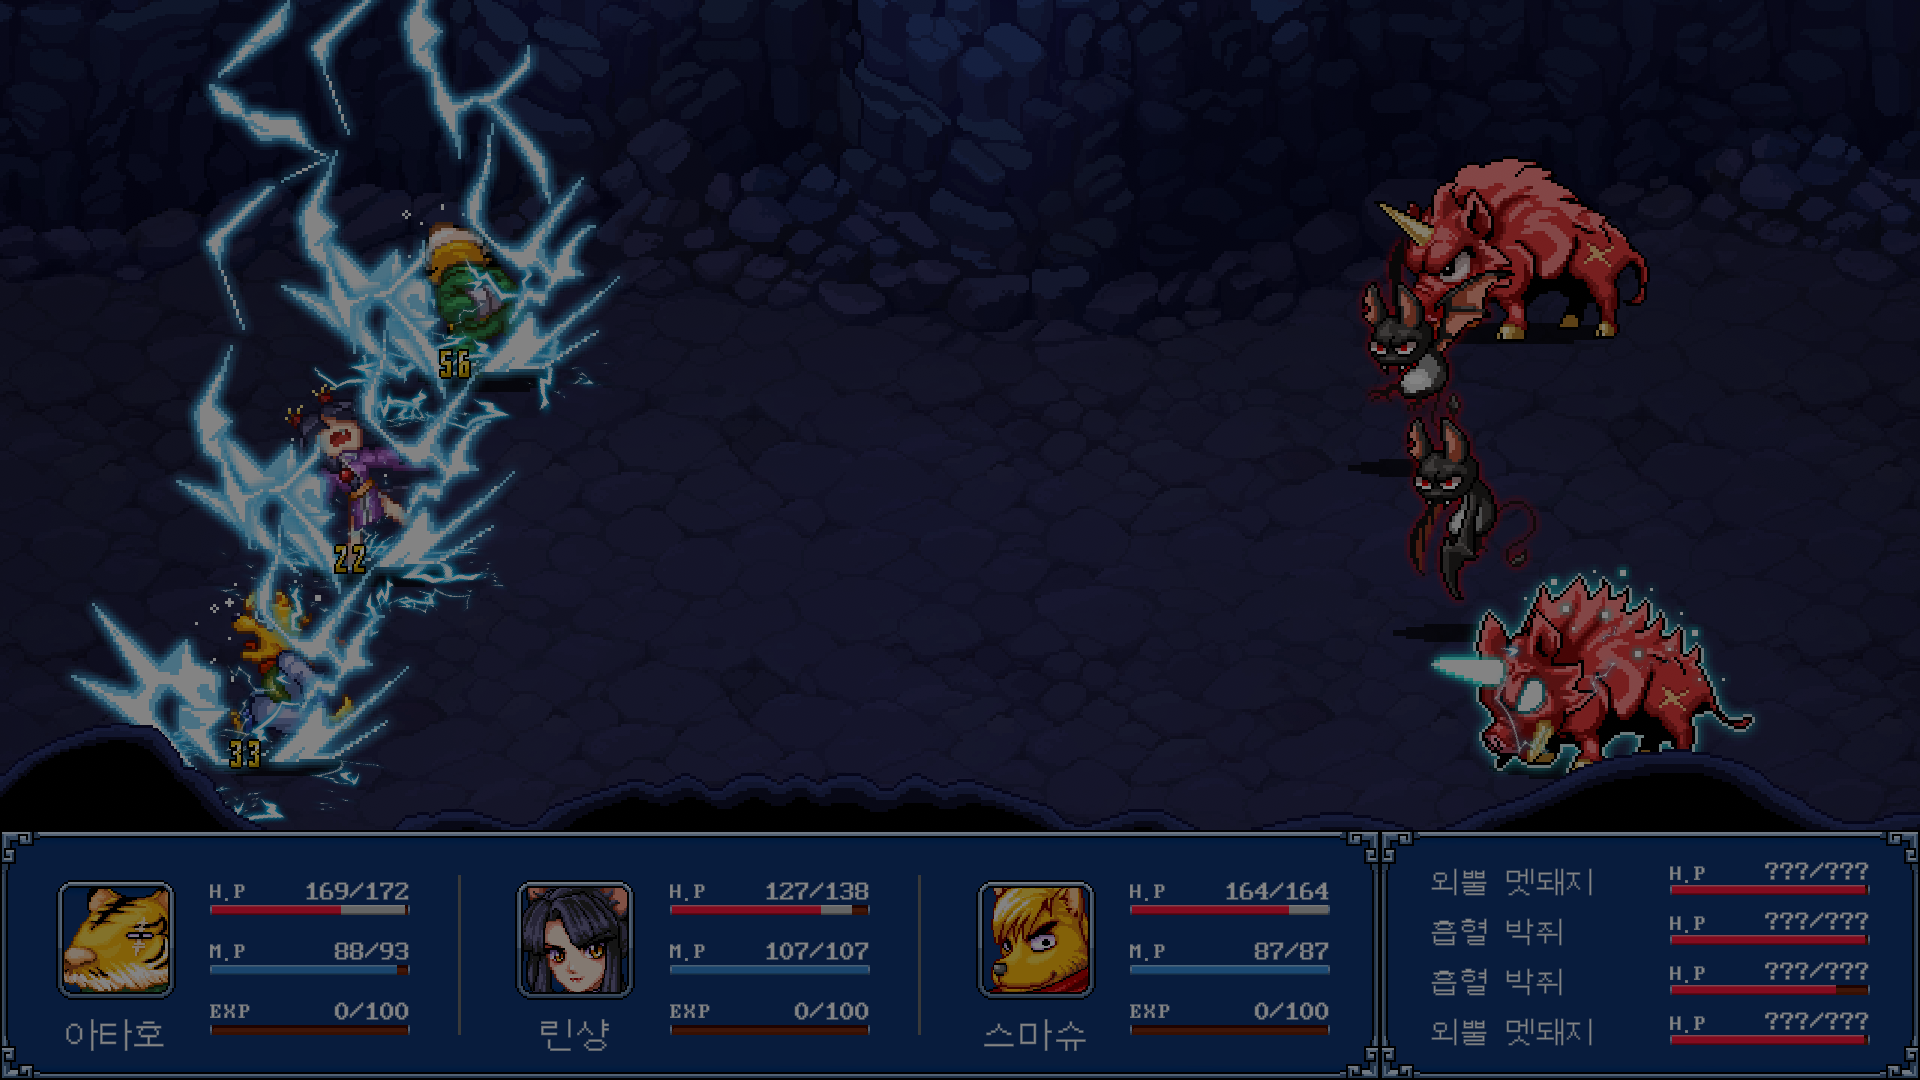 56
22
33
H.P 169/172
M.P 88/93
EXP 0/100
아타호
H.P 127/138
M.P 107/107
EXP 0/100
린샹
H.P 164/164
M.P 87/87
EXP 0/100
스마슈
외뿔 멧돼지 H.P ???/???
흡혈 박쥐 H.P ???/???
흡혈 박쥐 H.P ???/???
외뿔 멧돼지 H.P ???/???